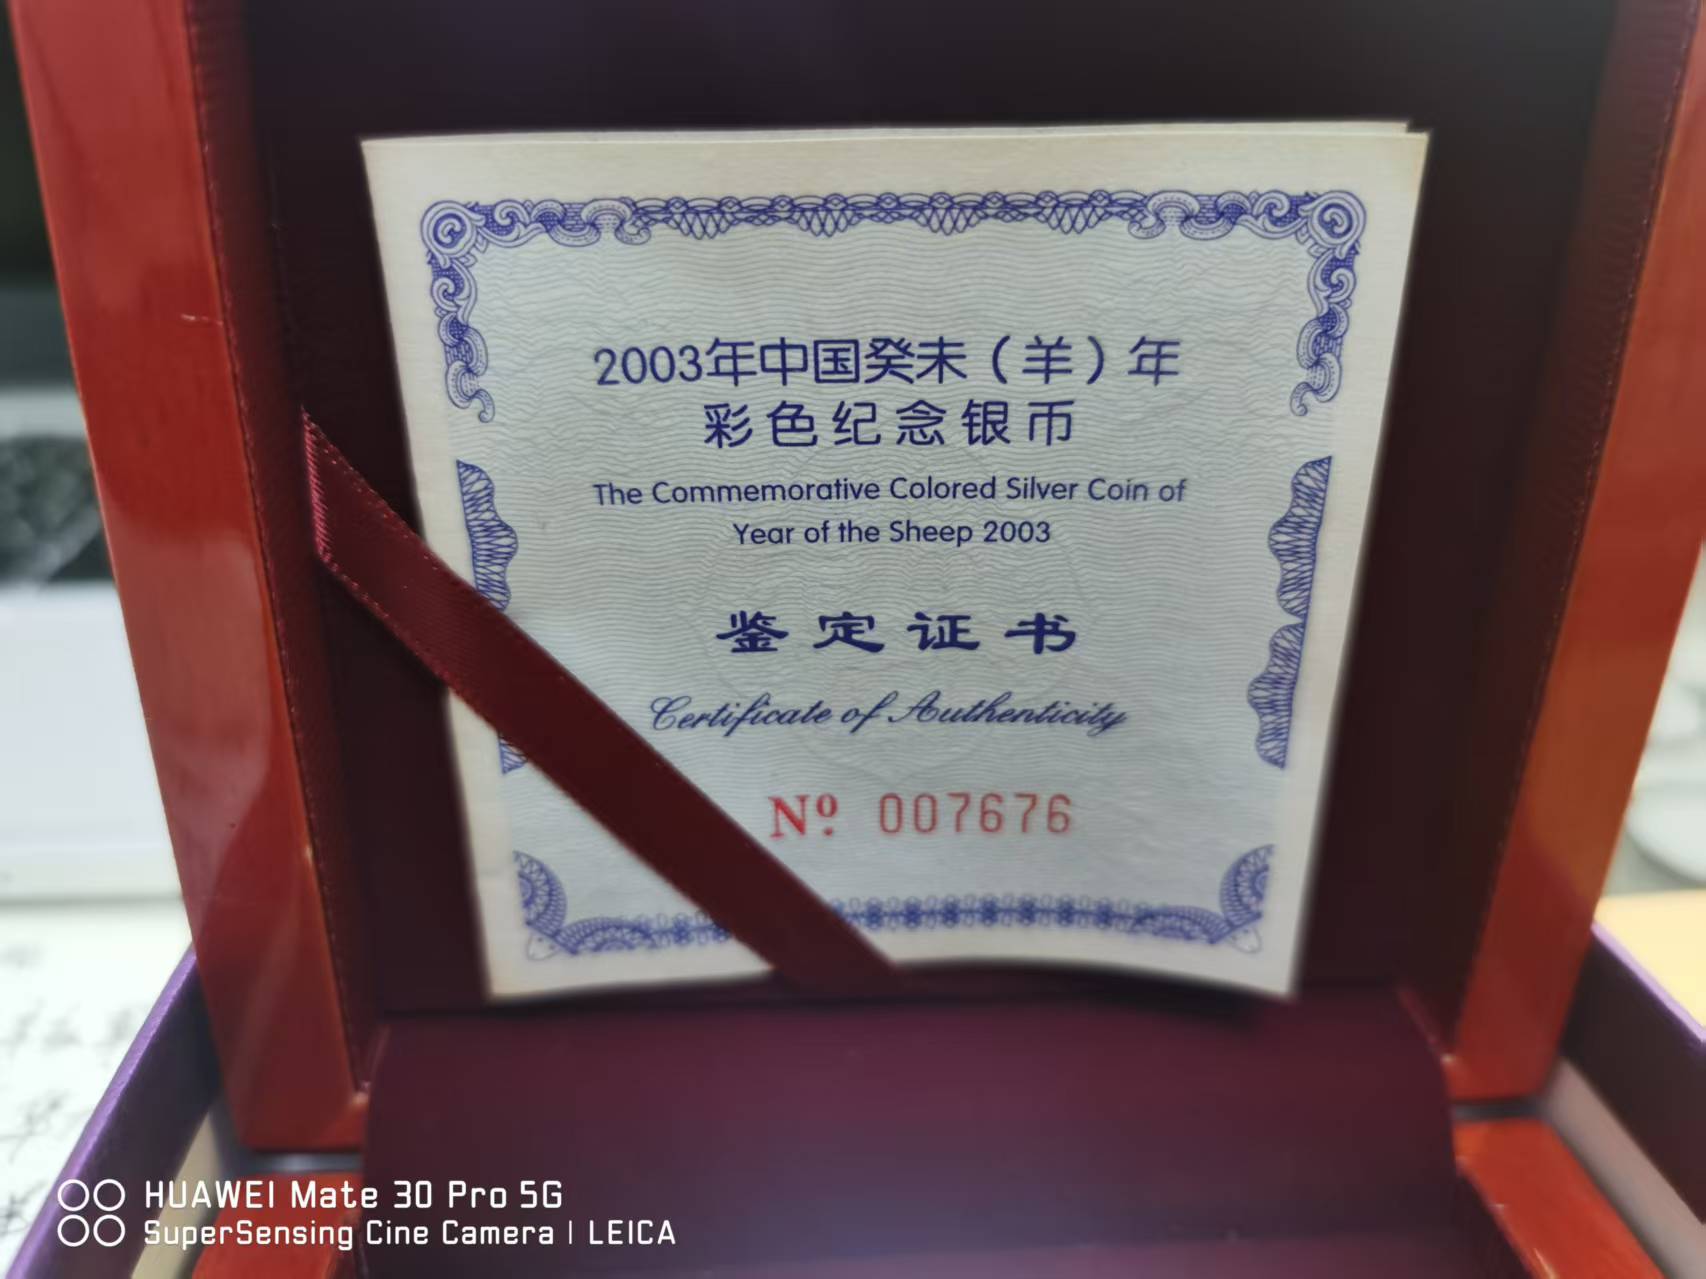 2003年中国癸未（羊）年
彩色纪念银币
The Commemorative Colored Silver Coin of
Year of the Sheep 2003
鉴定证书
Certificate of Authenticity
Nº 007676
HUAWEI Mate 30 Pro 5G
SuperSensing Cine Camera | LEICA